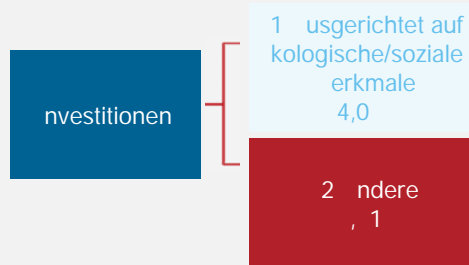 nvestitionen
1 usgerichtet auf
kologische/soziale
erkmale
4,0
2 ndere
, 1